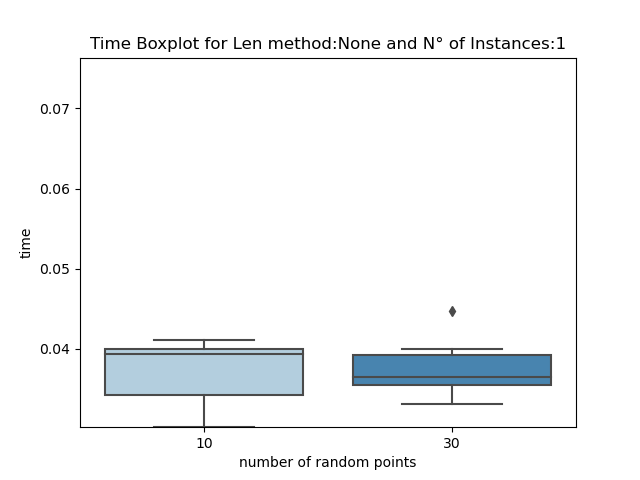 Time Boxplot for Len method:None and N° of Instances:1
0.07
0.06
0.05
0.04
time
10
30
number of random points